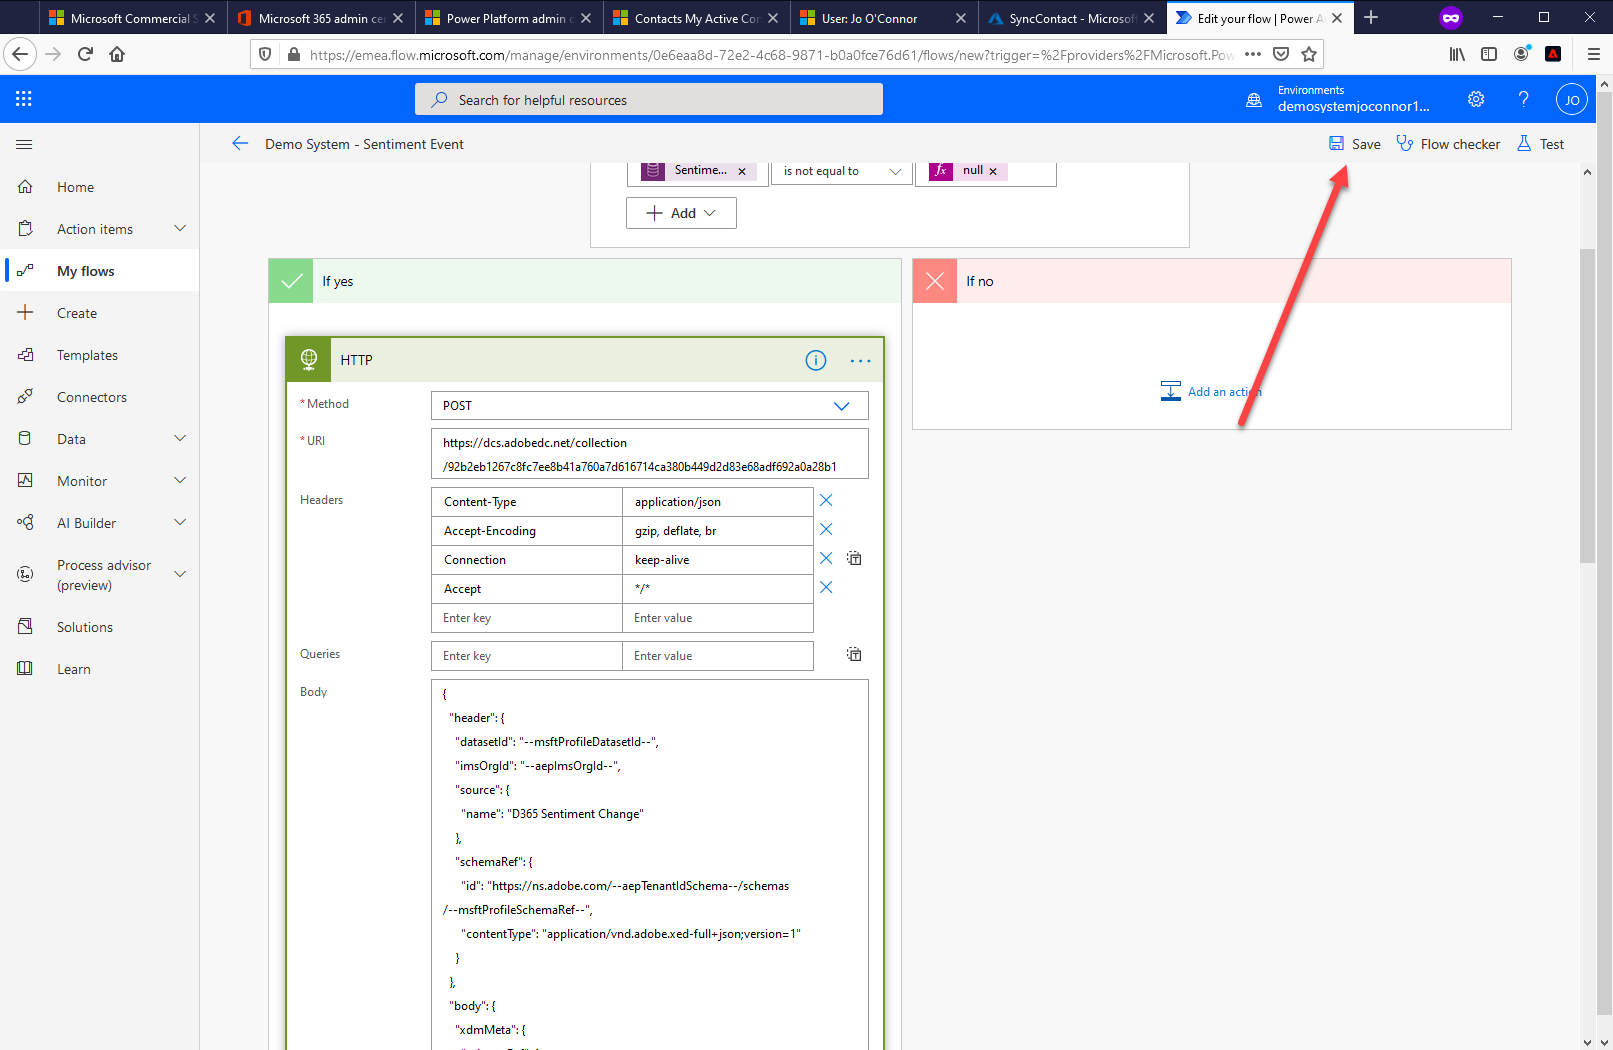 Microsoft Commercial S
Microsoft 365 admin cen
Power Platform admin c
Contacts My Active Con
User: Jo O'Connor
SyncContact - Microsoft
Edit your flow | Power A
https://emea.flow.microsoft.com/manage/environments/0e6eaa8d-72e2-4c68-9871-b0a0fce76d61/flows/new?trigger=%2Fproviders%2FMicrosoft.Pow
Search for helpful resources
Environments
demosystemjoconnor1...
?
JO
Demo System - Sentiment Event
Save
Flow checker
Test
Home
Action items
My flows
Create
Templates
Connectors
Data
Monitor
AI Builder
Process advisor
(preview)
Solutions
Learn
Sentime...
is not equal to
fx
null
Add
If yes
If no
Add an action
HTTP
* Method
POST
* URI
https://dcs.adobedc.net/collection
/92b2eb1267c8fc7ee8b41a760a7d616714ca380b449d2d83e68adf692a0a28b1
Headers
Content-Type
application/json
Accept-Encoding
gzip, deflate, br
Connection
keep-alive
Accept
*/*
Enter key
Enter value
Queries
Enter key
Enter value
Body
{
"header": {
"datasetId": "--msftProfileDatasetId--",
"imsOrgId": "--aepImsOrgId--",
"source": {
"name": "D365 Sentiment Change"
},
"schemaRef": {
"id": "https://ns.adobe.com/--aepTenantIdSchema--/schemas
/--msftProfileSchemaRef--",
"contentType": "application/vnd.adobe.xed-full+json;version=1"
}
},
"body": {
"xdmMeta": {